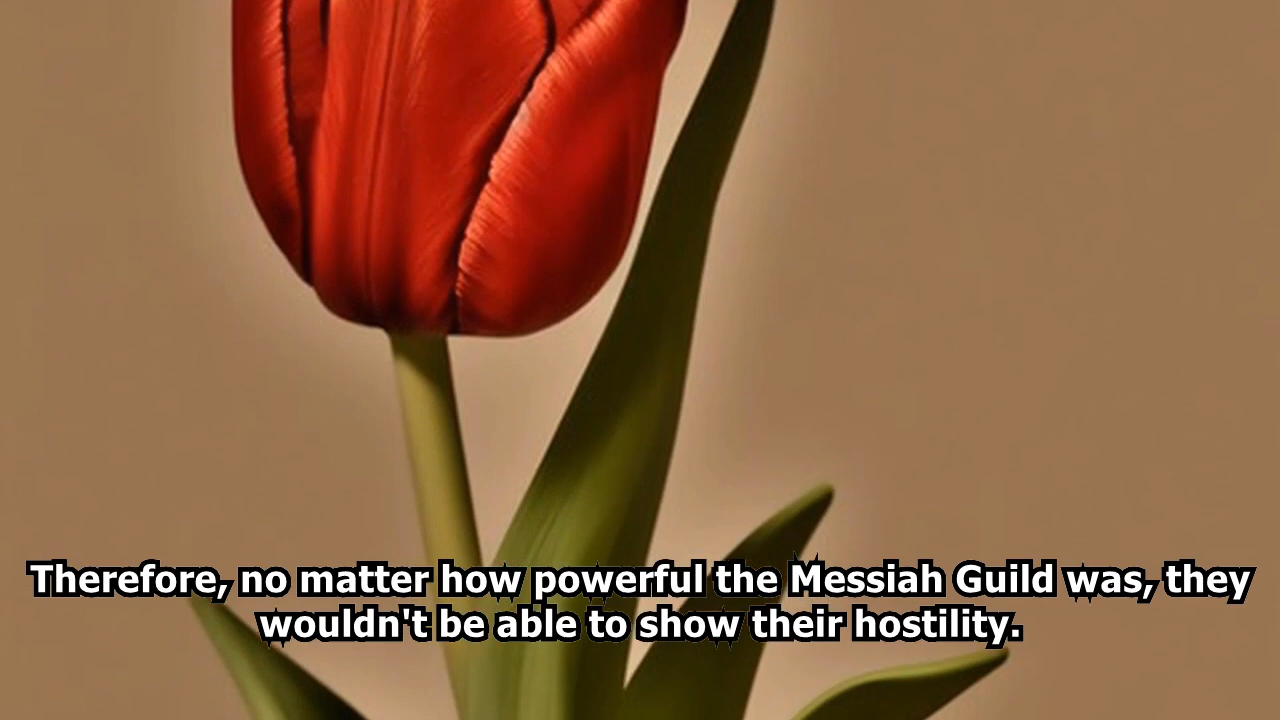 Therefore, no matter how powerful the Messiah Guild was, they
wouldn't be able to show their hostility.